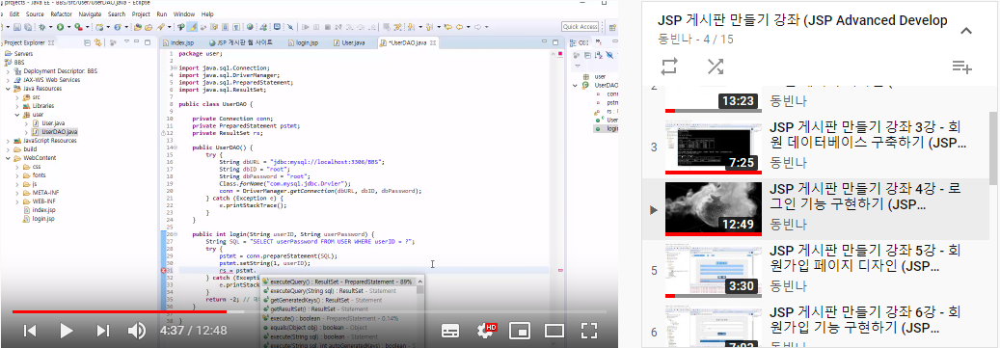 projects - Java EE - BBS/src/user/UserDAO.java - Eclipse
File Edit Source Refactor Navigate Search Project Run Window Help
Quick Access
Project Explorer
Servers
BBS
Deployment Descriptor: BBS
JAX-WS Web Services
Java Resources
src
Libraries
user
User.java
UserDAO.java
JavaScript Resources
build
WebContent
css
fonts
js
META-INF
WEB-INF
index.jsp
login.jsp
index.jsp
JSP 게시판 웹 사이트
login.jsp
User.java
*UserDAO.java
package user;
import java.sql.Connection;
import java.sql.DriverManager;
import java.sql.PreparedStatement;
import java.sql.ResultSet;
public class UserDAO {
private Connection conn;
private PreparedStatement pstmt;
private ResultSet rs;
public UserDAO() {
try {
String dbURL = "jdbc:mysql://localhost:3306/BBS";
String dbID = "root";
String dbPassword = "root";
Class.forName("com.mysql.jdbc.Drvier");
conn = DriverManager.getConnection(dbURL, dbID, dbPassword);
} catch (Exception e) {
e.printStackTrace();
}
}
public int login(String userID, String userPassword) {
String SQL = "SELECT userPassword FROM USER WHERE userID = ?";
try {
pstmt = conn.prepareStatement(SQL);
pstmt.setString(1, userID);
rs = pstmt.
} catch (Excepti
e.printStack
}
return -2; //
}
}
executeQuery() : ResultSet - PreparedStatement - 89%
executeQuery(String sql) : ResultSet - Statement
getGeneratedKeys() : ResultSet - Statement
getResultSet() : ResultSet - Statement
execute() : boolean - PreparedStatement - 0.14%
equals(Object obj) : boolean - Object
execute(String sql) : boolean - Statement
user
UserDAO
conn
pstm
rs : R
User
login
4:37 / 12:48
HD
JSP 게시판 만들기 강좌 (JSP Advanced Develop
동빈나 - 4 / 15
2
13:23
동빈나
3
7:25
JSP 게시판 만들기 강좌 3강 - 회
원 데이터베이스 구축하기 (JSP...
동빈나
12:49
JSP 게시판 만들기 강좌 4강 - 로
그인 기능 구현하기 (JSP...
동빈나
5
3:30
JSP 게시판 만들기 강좌 5강 - 회
원가입 페이지 디자인 (JSP...
동빈나
6
JSP 게시판 만들기 강좌 6강 - 회
원가입 기능 구현하기 (JSP...
동빈나